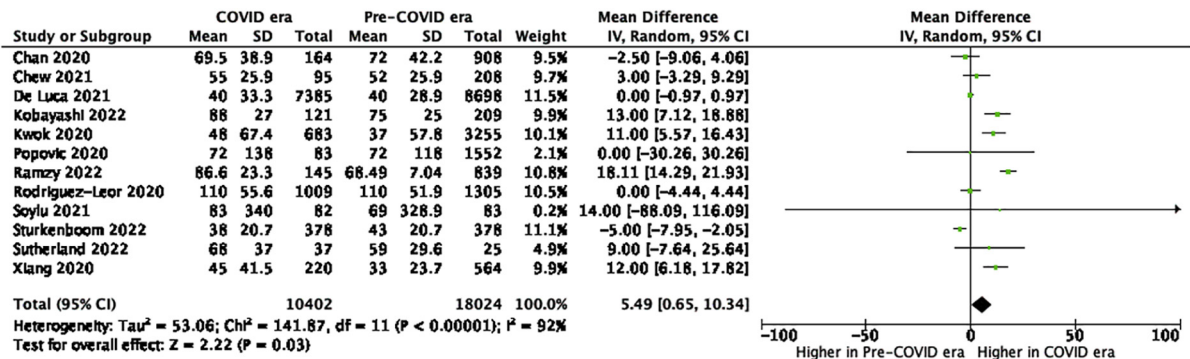 COVID era Pre-COVID era Mean Difference Mean Difference
Study or Subgroup Mean SD Total Mean SD Total Weight IV, Random, 95% CI IV, Random, 95% CI
Chan 2020 69.5 38.9 164 72 42.2 908 9.5% −2.50 [−9.06, 4.06]
Chew 2021 55 25.9 95 52 25.9 208 9.7% 3.00 [−3.29, 9.29]
De Luca 2021 40 33.3 7385 40 28.9 8698 11.5% 0.00 [−0.97, 0.97]
Kobayashi 2022 88 27 121 75 25 209 9.9% 13.00 [7.12, 18.88]
Kwok 2020 48 67.4 683 37 57.8 3255 10.1% 11.00 [5.57, 16.43]
Popovic 2020 72 138 83 72 118 1552 2.1% 0.00 [−30.26, 30.26]
Ramzy 2022 86.6 23.3 145 68.49 7.04 839 10.8% 18.11 [14.29, 21.93]
Rodriguez-Leor 2020 110 55.6 1009 110 51.9 1305 10.5% 0.00 [−4.44, 4.44]
Soylu 2021 83 340 82 69 328.9 83 0.2% 14.00 [−88.09, 116.09]
Sturkenboom 2022 38 20.7 378 43 20.7 378 11.1% −5.00 [−7.95, −2.05]
Sutherland 2022 68 37 37 59 29.6 25 4.9% 9.00 [−7.64, 25.64]
Xiang 2020 45 41.5 220 33 23.7 564 9.9% 12.00 [6.18, 17.82]
Total (95% CI) 10402 18024 100.0% 5.49 [0.65, 10.34]
Heterogeneity: Tau² = 53.06; Chi² = 141.87, df = 11 (P < 0.00001); I² = 92%
Test for overall effect: Z = 2.22 (P = 0.03)
−100 −50 0 50 100
Higher in Pre-COVID era Higher in COVID era